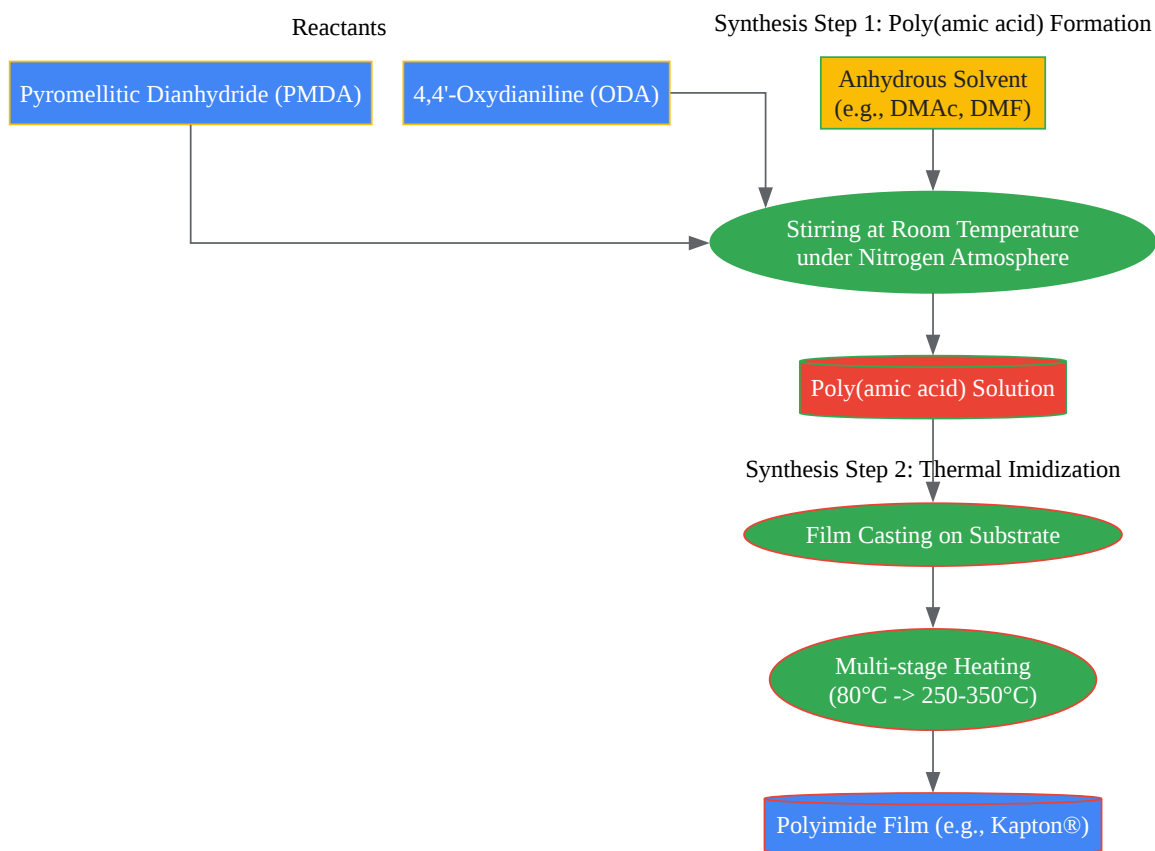 Reactants
Synthesis Step 1: Poly(amic acid) Formation
Pyromellitic Dianhydride (PMDA)
4,4'-Oxydianiline (ODA)
Anhydrous Solvent
(e.g., DMAc, DMF)
Stirring at Room Temperature
under Nitrogen Atmosphere
Poly(amic acid) Solution
Synthesis Step 2: Thermal Imidization
Film Casting on Substrate
Multi-stage Heating
(80°C -> 250-350°C)
Polyimide Film (e.g., Kapton®)